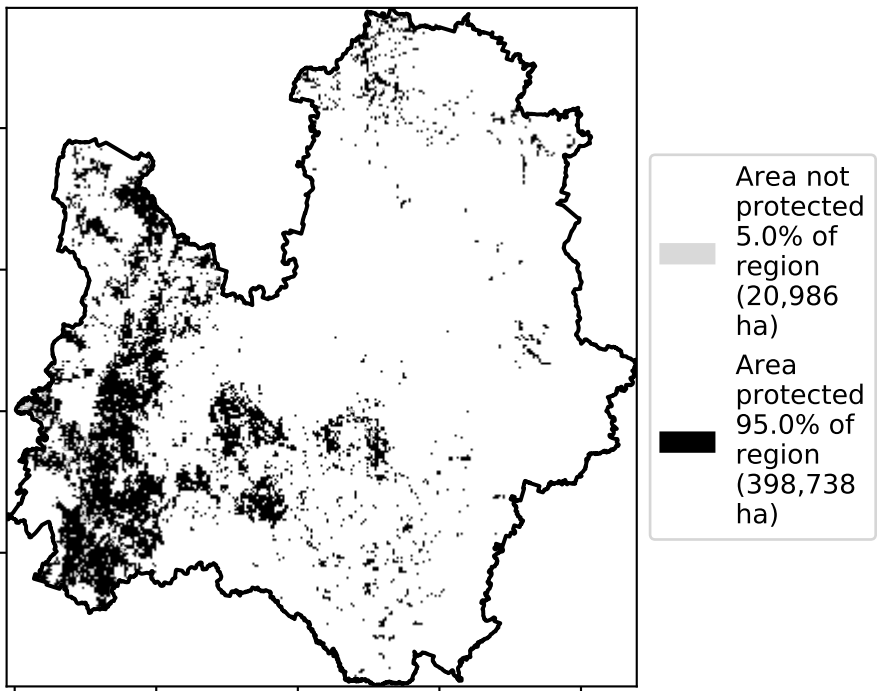 Area not
protected
5.0% of
region
(20,986
ha)
Area
protected
95.0% of
region
(398,738
ha)